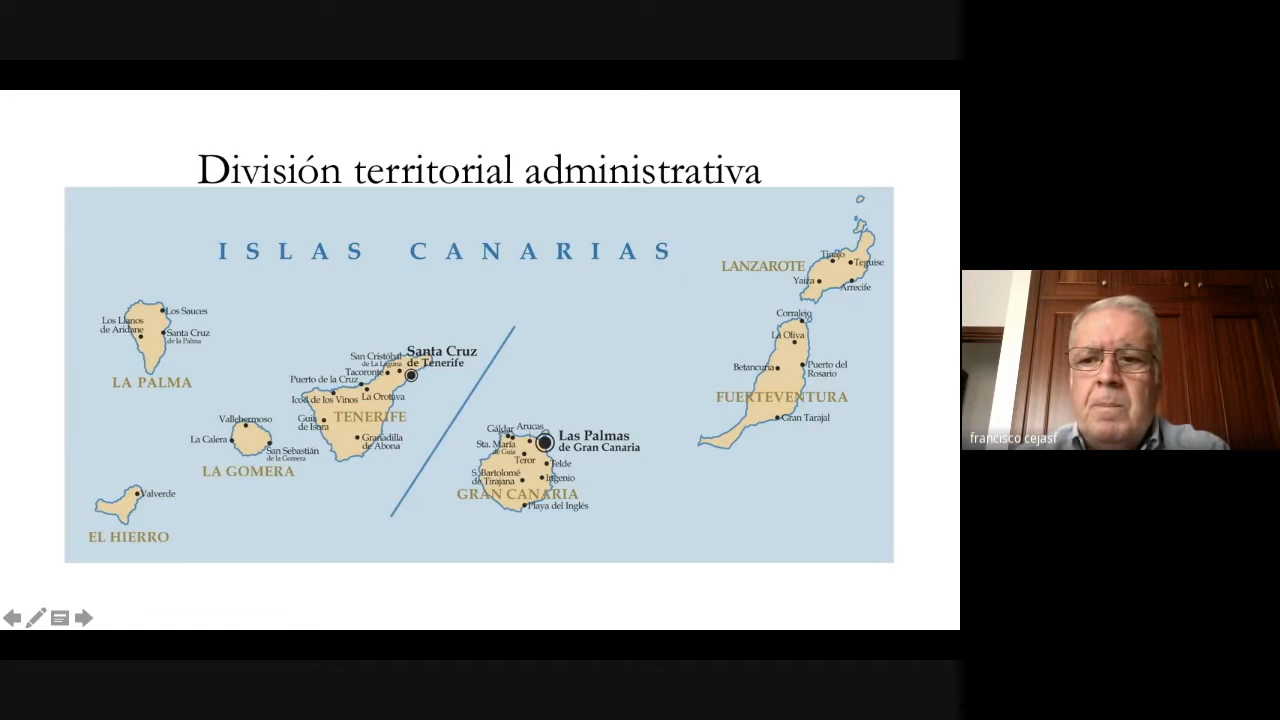 División territorial administrativa
ISLAS CANARIAS
LANZAROTE
Tinajo
Teguise
Yaiza
Arrecife
Corralejo
La Oliva
Betancuria
Puerto del
Rosario
FUERTEVENTURA
Gran Tarajal
Los Sauces
Los Llanos
de Aridane
Santa Cruz
de la Palma
LA PALMA
Santa Cruz
de Tenerife
San Cristóbal
de La Laguna
Tacoronte
Puerto de la Cruz
Icod de los Vinos
La Orotava
TENERIFE
Guía
de Isora
Granadilla
de Abona
Vallehermoso
La Calera
San Sebastián
de la Gomera
LA GOMERA
Valverde
EL HIERRO
Gáldar
Arucas
Las Palmas
de Gran Canaria
Sta. María
de Guía
Teror
Telde
S. Bartolomé
de Tirajana
Ingenio
GRAN CANARIA
Playa del Inglés
francisco cejasf